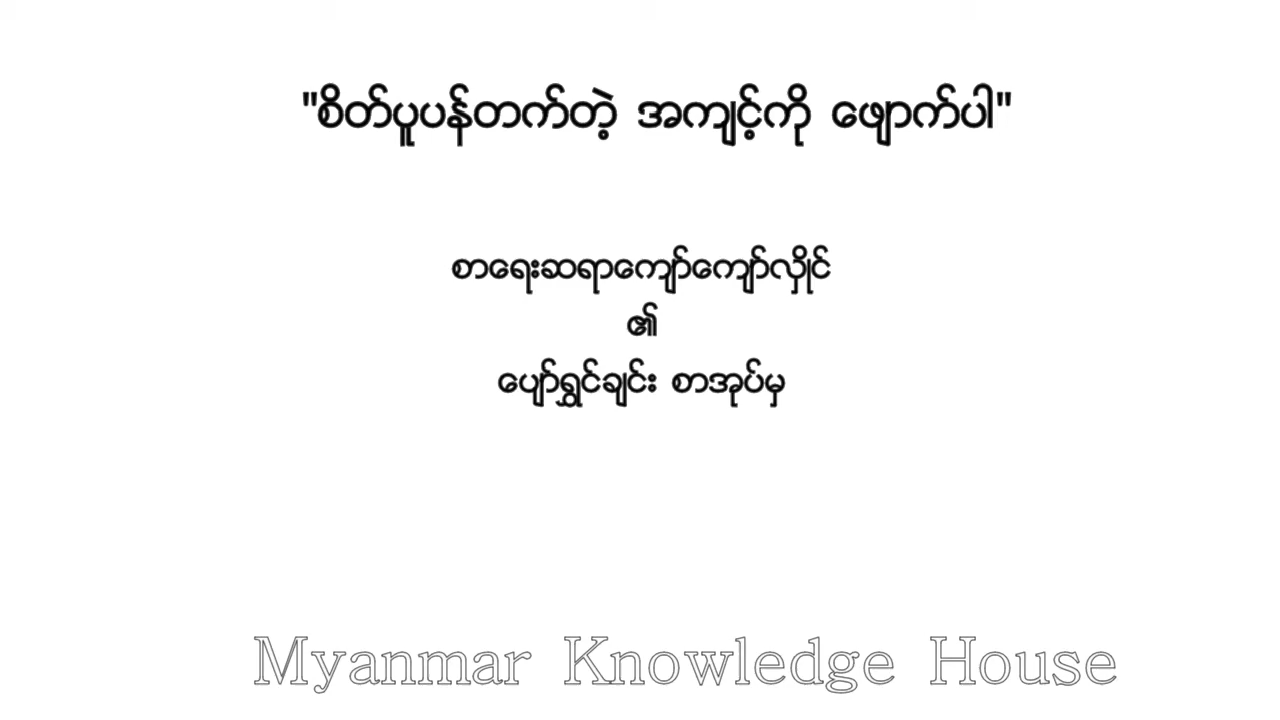 "စိတ်ပူပန်တက်တဲ့ အကျင့်ကို ဖျောက်ပါ"
စာရေးဆရာကျော်ကျော်လှိုင်
၏
ပျော်ရွှင်ချင်း စာအုပ်မှ
Myanmar Knowledge House